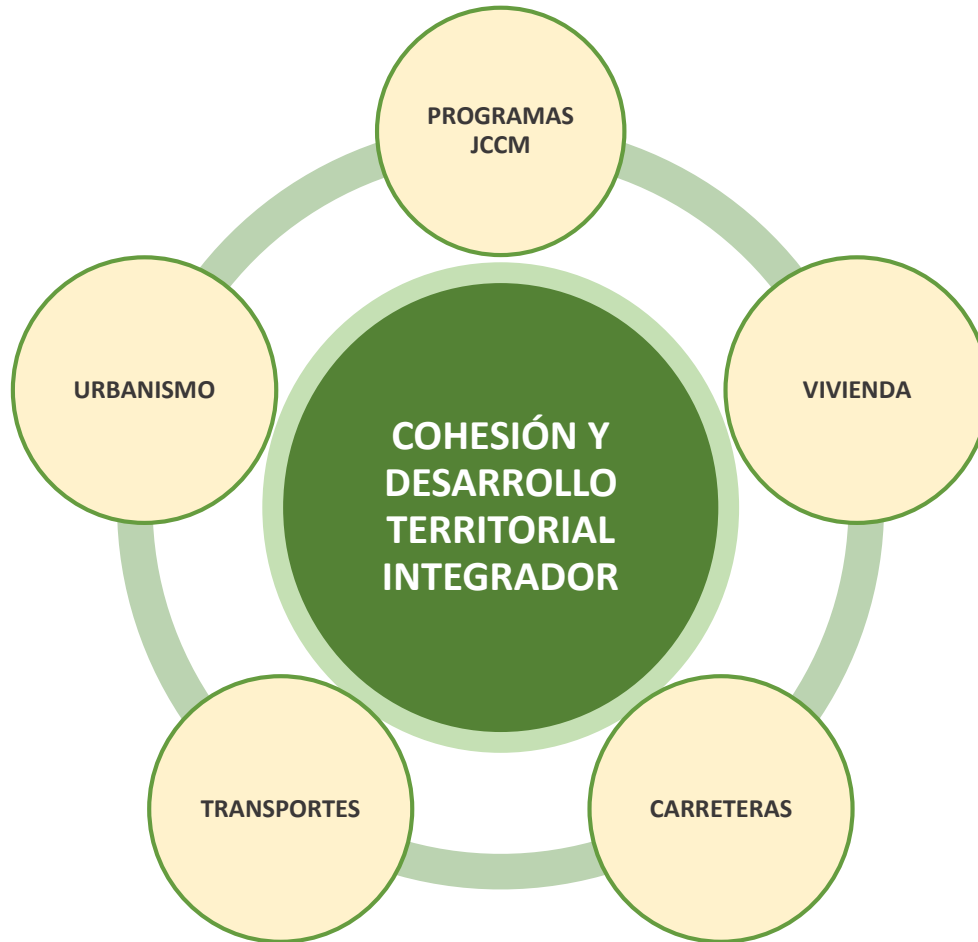 PROGRAMAS
JCCM
URBANISMO
VIVIENDA
COHESIÓN Y
DESARROLLO
TERRITORIAL
INTEGRADOR
TRANSPORTES
CARRETERAS